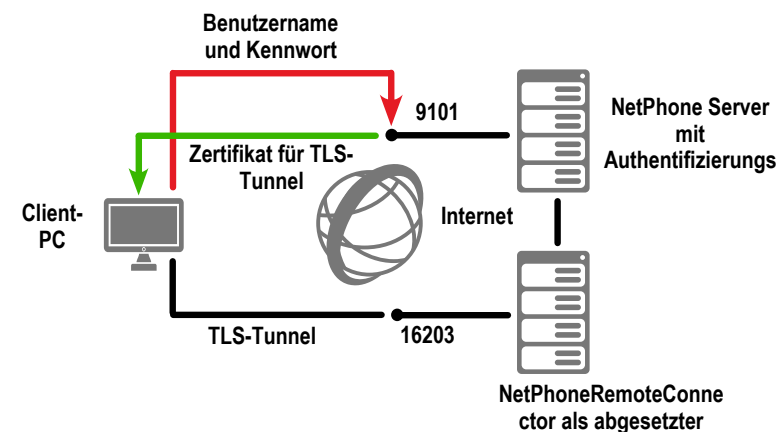 Benutzername
und Kennwort
9101
NetPhone Server
mit
Authentifizierungs
Zertifikat für TLS-
Tunnel
Client-
PC
Internet
TLS-Tunnel
16203
NetPhoneRemoteConne
ctor als abgesetzter